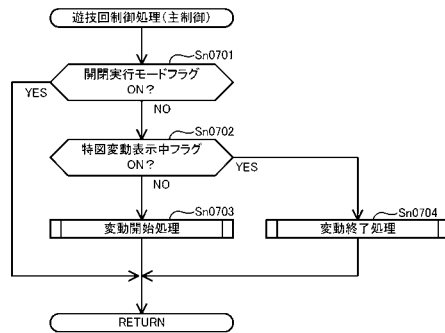 遊技回制御処理(主制御)
Sn0701
開閉実行モードフラグ
ON?
YES
NO
Sn0702
特図変動表示中フラグ
ON?
YES
NO
Sn0703
変動開始処理
Sn0704
変動終了処理
RETURN